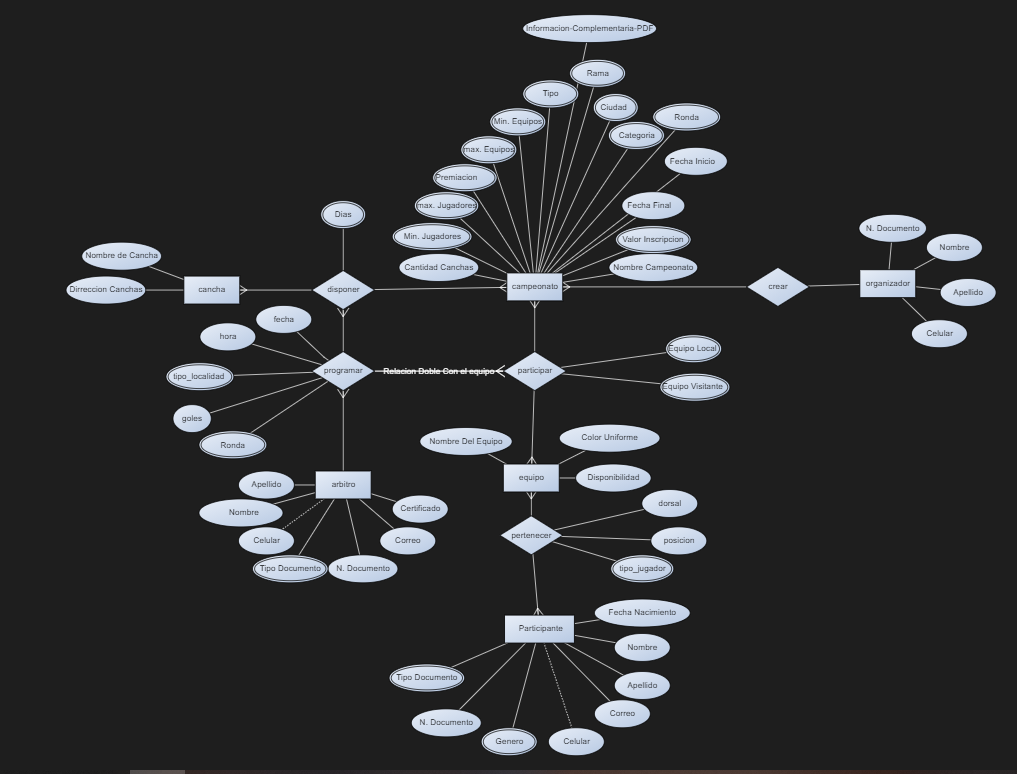 Informacion-Complementaria-PDF
Rama
Tipo
Ciudad
Min. Equipos
Ronda
Categoria
max. Equipos
Fecha Inicio
Premiacion
max. Jugadores
Fecha Final
Dias
Min. Jugadores
Valor Inscripcion
N. Documento
Nombre
Nombre de Cancha
Cantidad Canchas
Nombre Campeonato
Dirreccion Canchas
cancha
disponer
campeonato
crear
organizador
Apellido
fecha
hora
Celular
Equipo Local
tipo_localidad
programar
Relacion Doble Con el equipo
participar
Equipo Visitante
goles
Ronda
Nombre Del Equipo
Color Uniforme
Apellido
arbitro
equipo
Disponibilidad
Nombre
Certificado
dorsal
Celular
Correo
pertenecer
posicion
Tipo Documento
N. Documento
tipo_jugador
Fecha Nacimiento
Participante
Nombre
Tipo Documento
Apellido
N. Documento
Correo
Genero
Celular